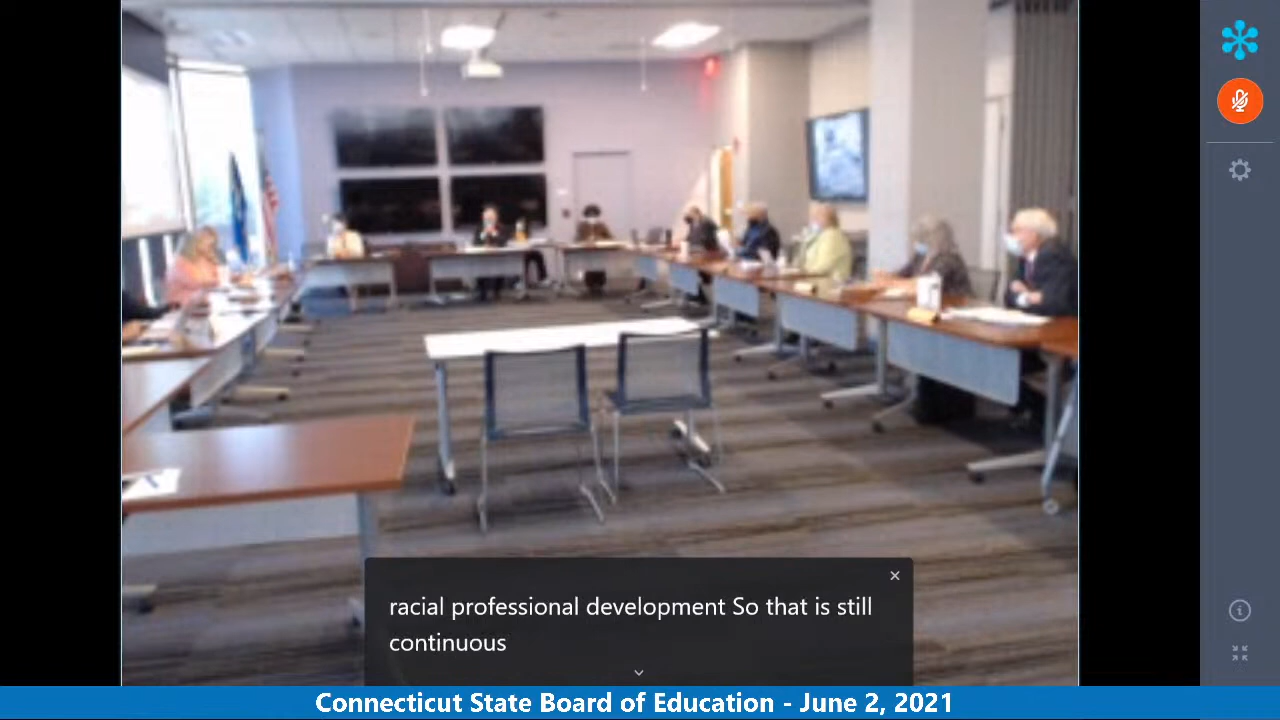 racial professional development So that is still
continuous
Connecticut State Board of Education - June 2, 2021